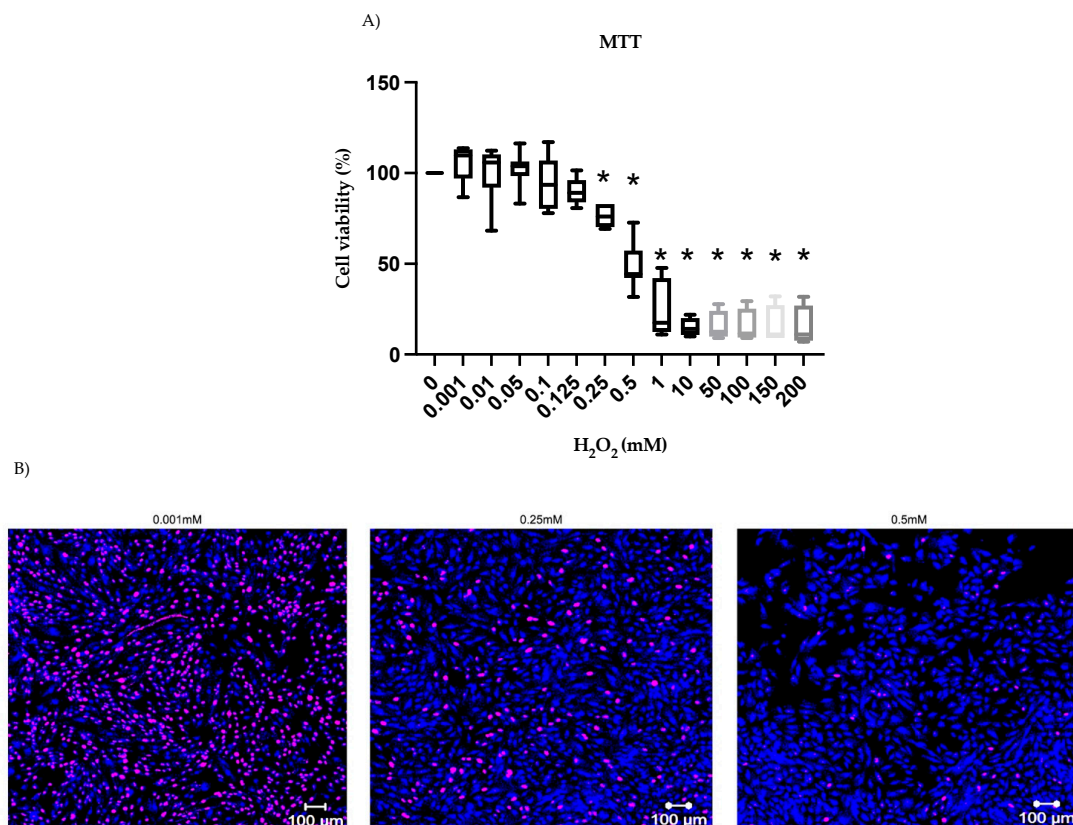 A)
MTT
Cell viability (%)
150
100
50
0
* * * * * * * *
0 0.001 0.01 0.05 0.1 0.125 0.25 0.5 1 10 50 100 150 200
H₂O₂ (mM)
B)
0.001mM 0.25mM 0.5mM
100 µm 100 µm 100 µm